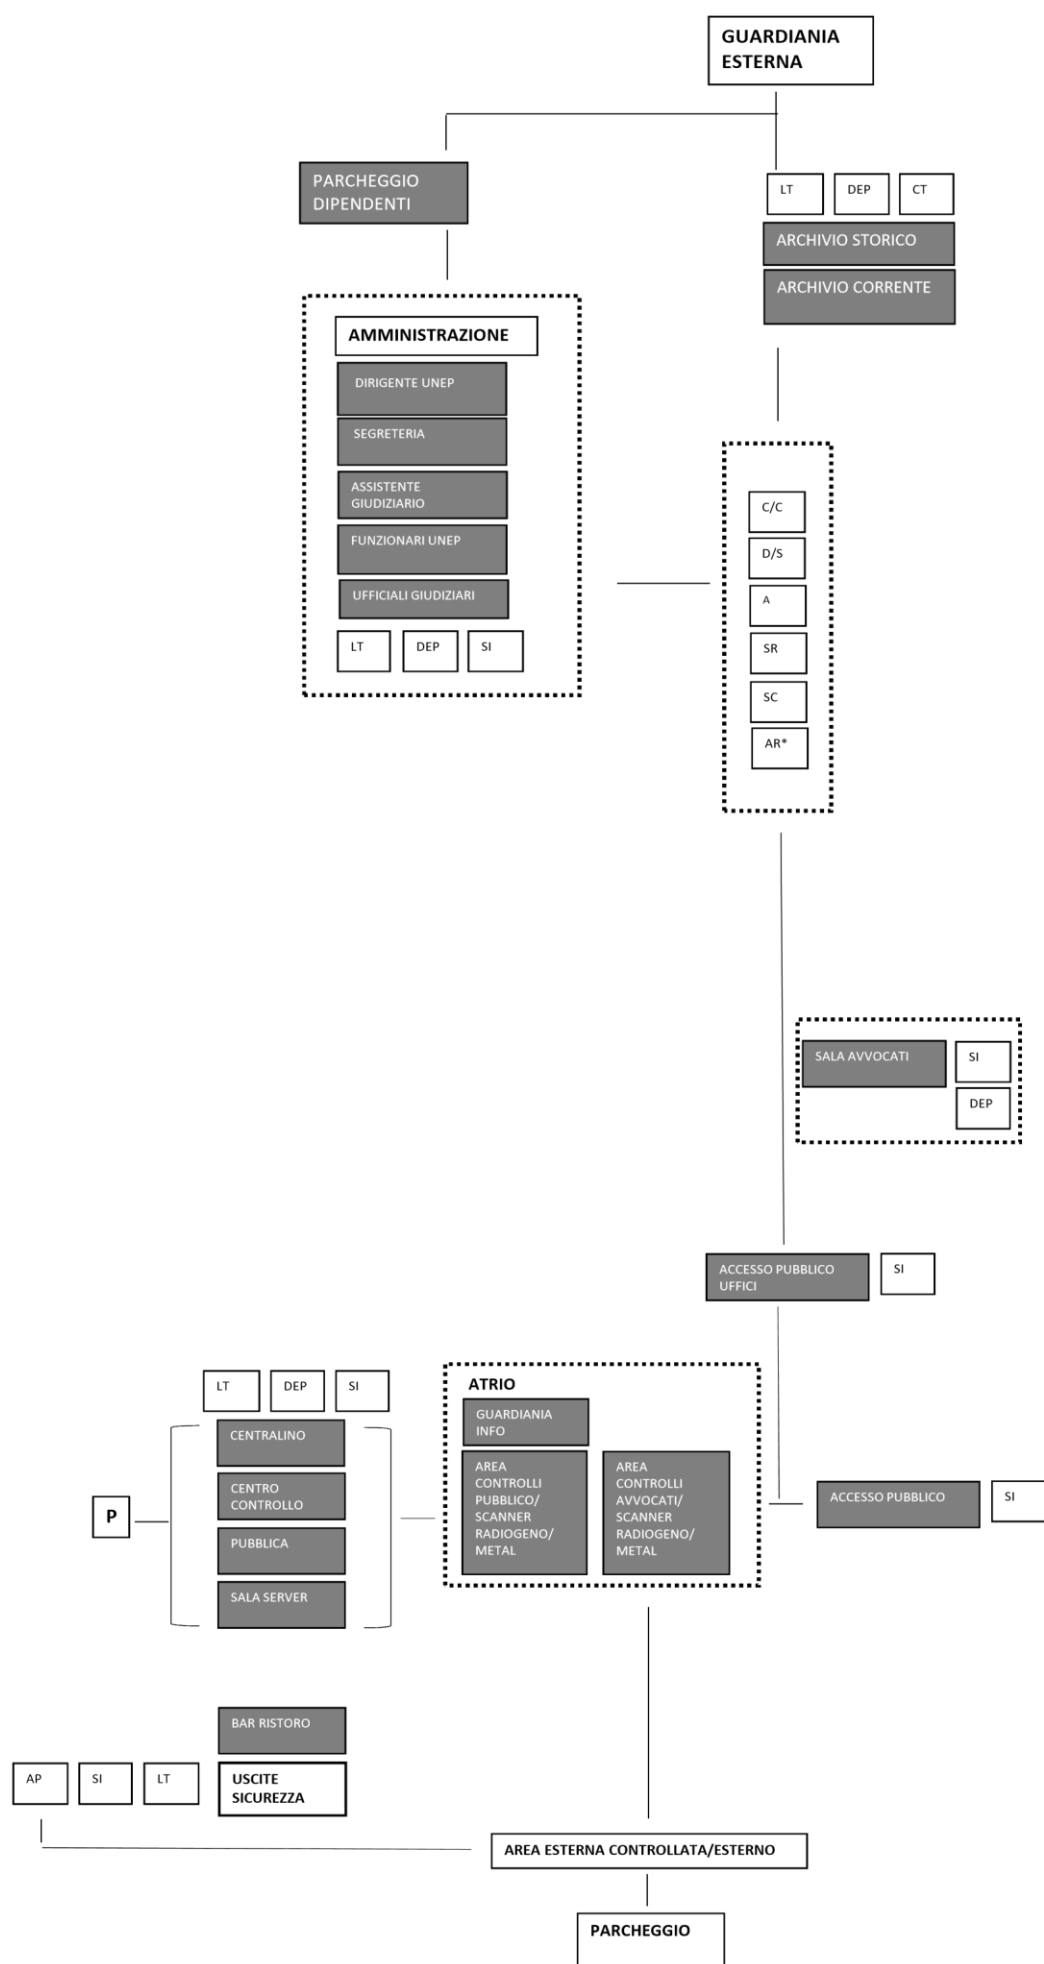 GUARDIANIA
ESTERNA
PARCHEGGIO
DIPENDENTI
LT
DEP
CT
ARCHIVIO STORICO
ARCHIVIO CORRENTE
AMMINISTRAZIONE
DIRIGENTE UNEP
SEGRETERIA
ASSISTENTE
GIUDIZIARIO
FUNZIONARI UNEP
UFFICIALI GIUDIZIARI
LT
DEP
SI
C/C
D/S
A
SR
SC
AR*
SALA AVVOCATI
SI
DEP
ACCESSO PUBBLICO
UFFICI
SI
LT
DEP
SI
CENTRALINO
CENTRO
CONTROLLO
PUBBLICA
SALA SERVER
P
ATRIO
GUARDIANIA
INFO
AREA
CONTROLLI
PUBBLICO/
SCANNER
RADIOGENO/
METAL
AREA
CONTROLLI
AVVOCATI/
SCANNER
RADIOGENO/
METAL
ACCESSO PUBBLICO
SI
BAR RISTORO
AP
SI
LT
USCITE
SICUREZZA
AREA ESTERNA CONTROLLATA/ESTERNO
PARCHEGGIO